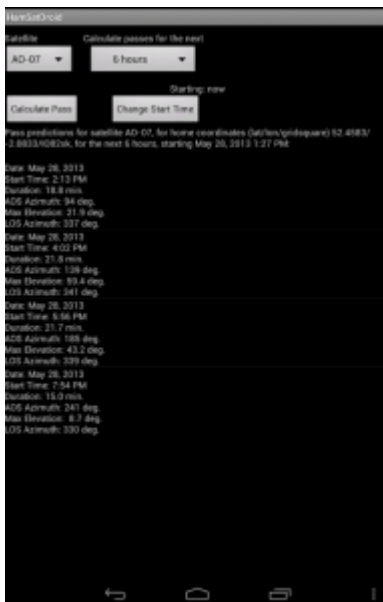 HamSatDroid
Satellite Calculate passes for the next
AO-07 6 hours
Starting: now
Calculate Pass Change Start Time
Pass predictions for satellite AO-07, for home coordinates (lat/lon/gridsquare) 52.4583/
for the next 6 hours, starting May 28, 2013 1:27 PM:
Date: May 28, 2013
Start Time: 2:13 PM
Duration: 18.8 min.
AOS Azimuth: 94 deg.
Max Elevation: 21.9 deg.
LOS Azimuth: 337 deg.
Date: May 28, 2013
Start Time: 4:02 PM
Duration: 21.8 min.
AOS Azimuth: 139 deg.
Max Elevation: 59.4 deg.
LOS Azimuth: 341 deg.
Date: May 28, 2013
Start Time: 5:56 PM
Duration: 21.7 min.
AOS Azimuth: 185 deg.
Max Elevation: 43.2 deg.
LOS Azimuth: 339 deg.
Date: May 28, 2013
Start Time: 7:54 PM
Duration: 15.0 min.
AOS Azimuth: 241 deg.
Max Elevation: 8.7 deg.
LOS Azimuth: 330 deg.